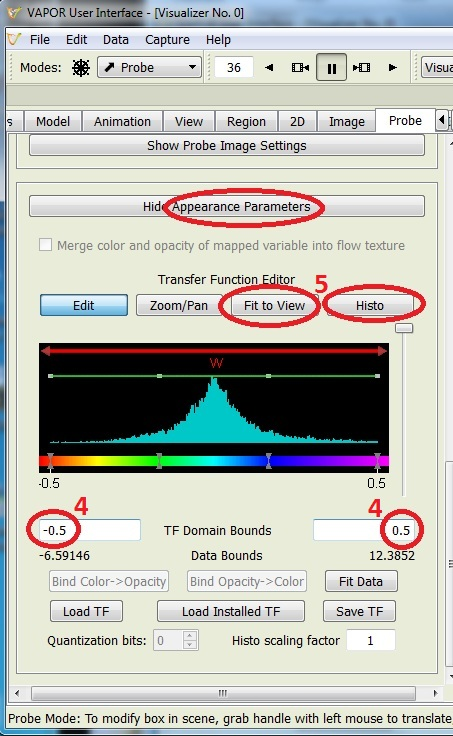 VAPOR User Interface - [Visualizer No. 0]
File Edit Data Capture Help
Modes: Probe 36 Visua
s Model Animation View Region 2D Image Probe
Show Probe Image Settings
Hide Appearance Parameters
Merge color and opacity of mapped variable into flow texture
Transfer Function Editor
5
Edit Zoom/Pan Fit to View Histo
W
-0.5 0.5
4 4
-0.5 TF Domain Bounds 0.5
-6.59146 Data Bounds 12.3852
Bind Color->Opacity Bind Opacity->Color Fit Data
Load TF Load Installed TF Save TF
Quantization bits: 0 Histo scaling factor 1
Probe Mode: To modify box in scene, grab handle with left mouse to translate,